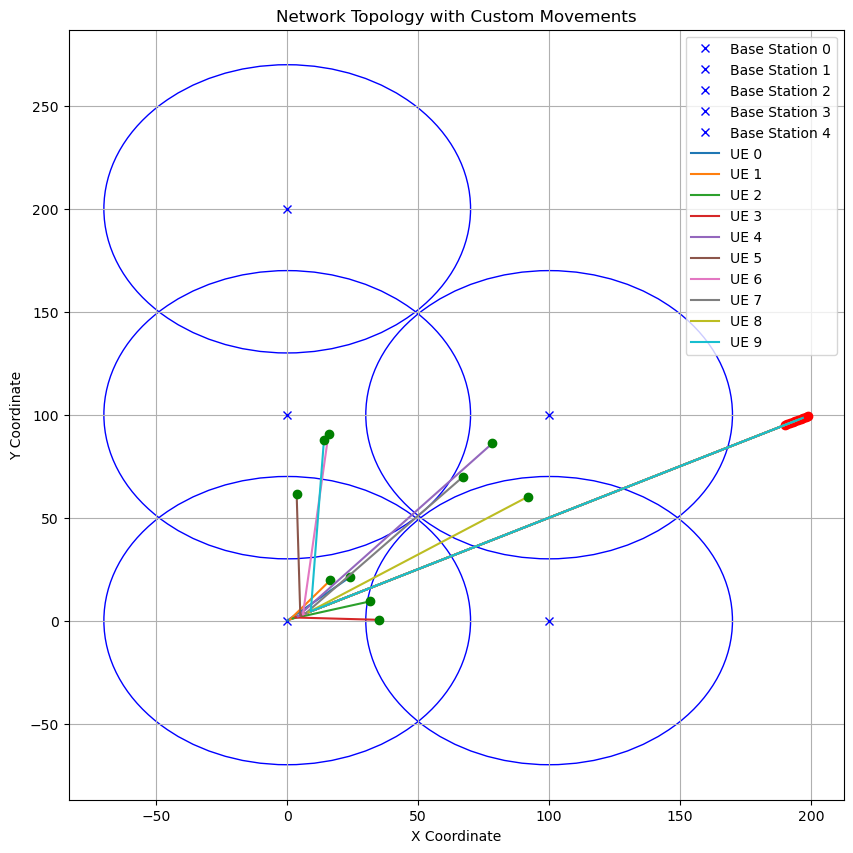 Network Topology with Custom Movements
Base Station 0
Base Station 1
Base Station 2
Base Station 3
Base Station 4
UE 0
UE 1
UE 2
UE 3
UE 4
UE 5
UE 6
UE 7
UE 8
UE 9
250
200
150
100
50
0
−50
Y Coordinate
−50
0
50
100
150
200
X Coordinate